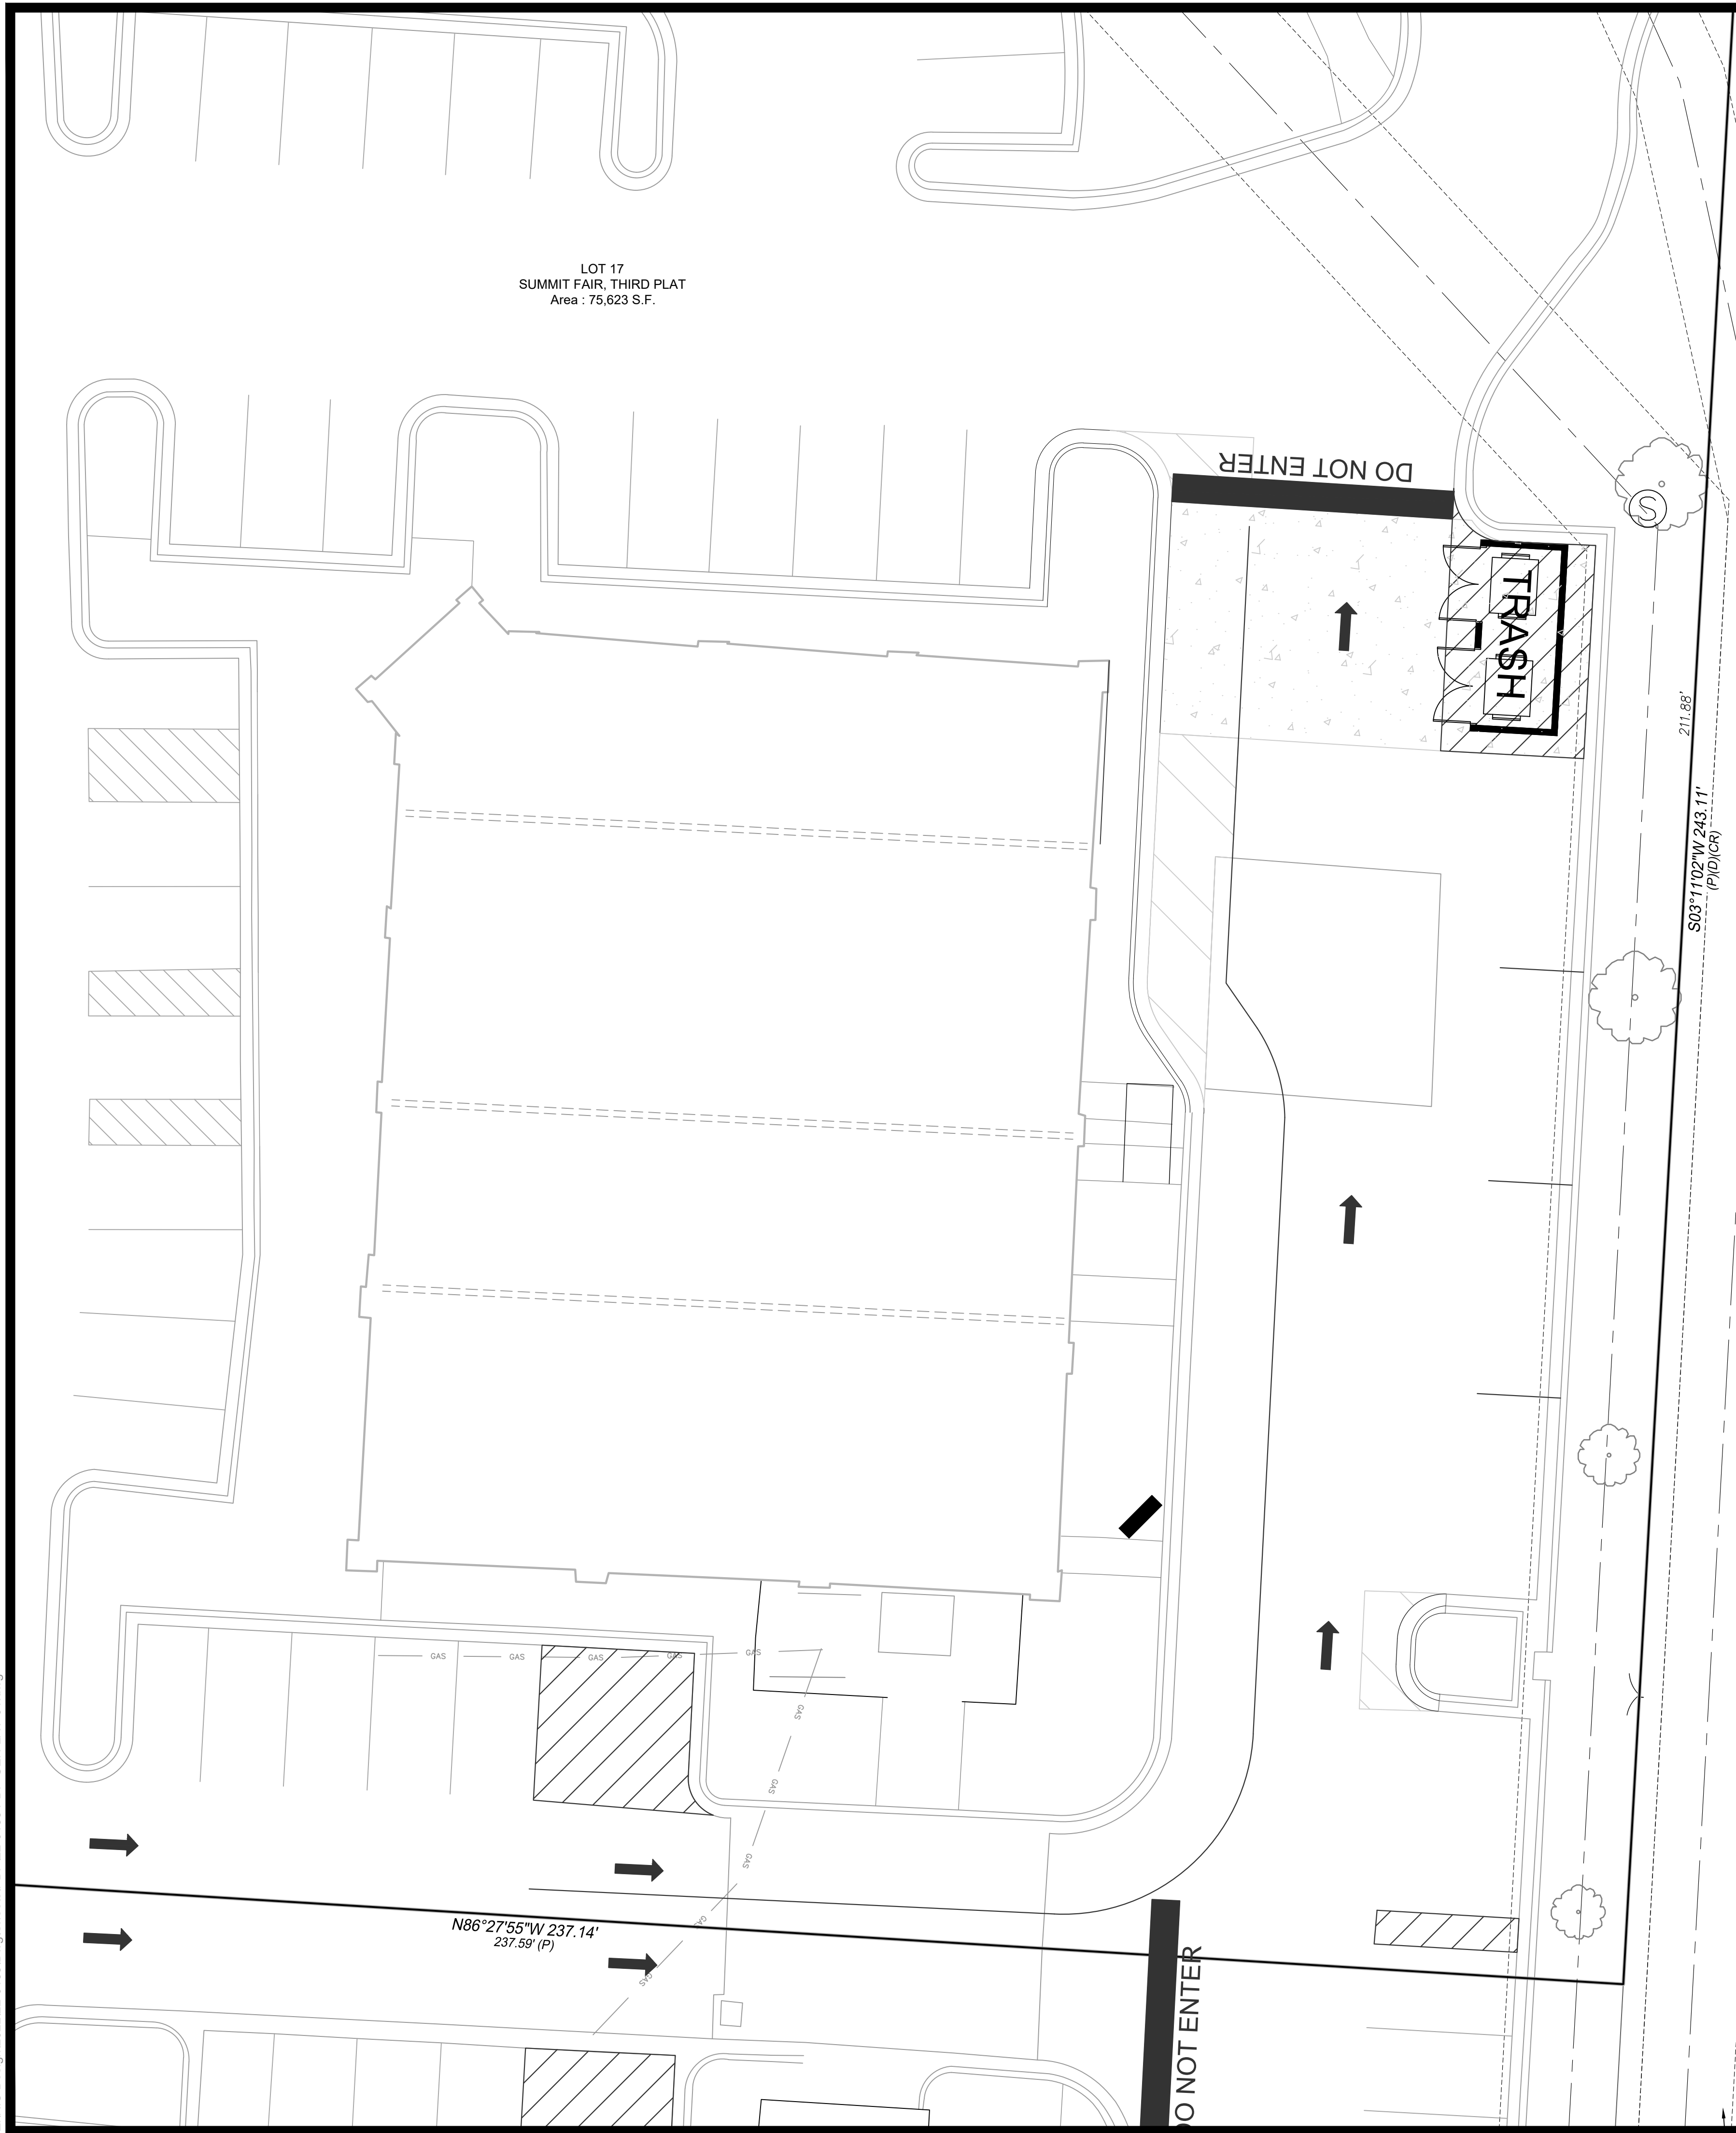 LOT 17
SUMMIT FAIR, THIRD PLAT
Area : 75,623 S.F.
DO NOT ENTER
S
TRASH
211.88'
S03°11'02"W 243.11'
(P)(D)(CR)
GAS
GAS
GAS
GAS
GAS
GAS
GAS
GAS
GAS
GAS
N86°27'55"W 237.14'
237.59' (P)
DO NOT ENTER